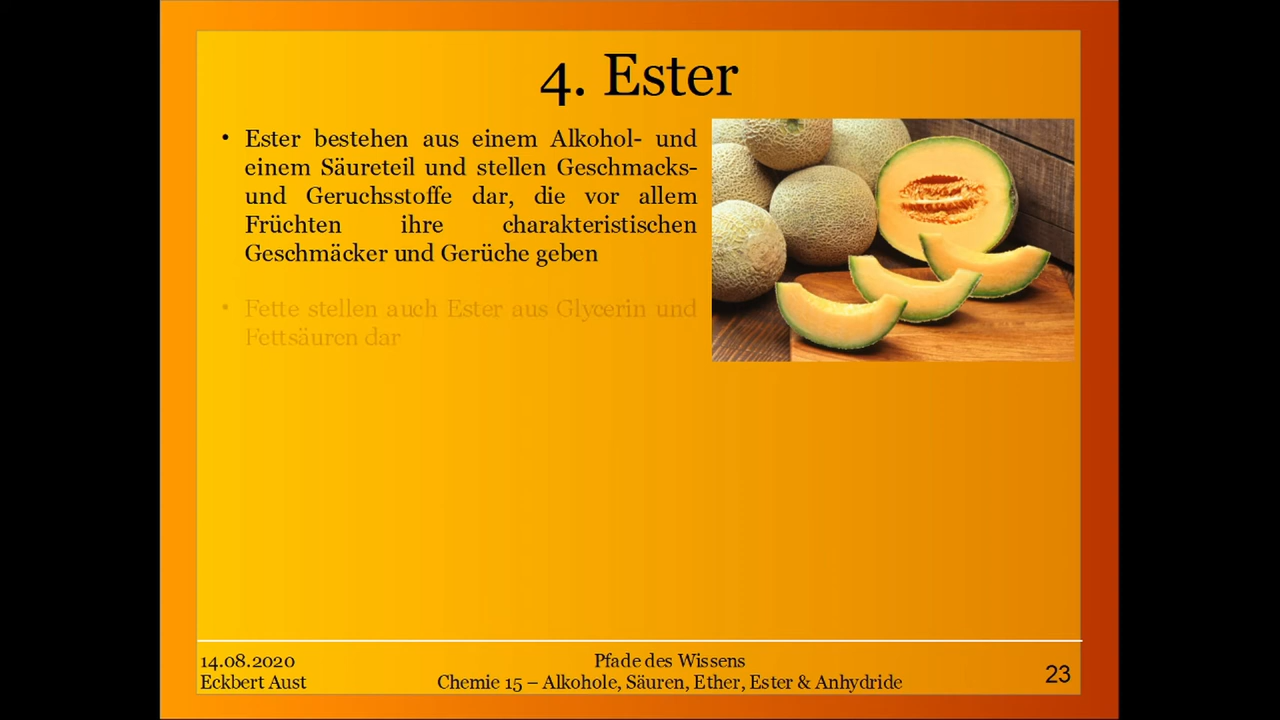 4. Ester
• Ester bestehen aus einem Alkohol- und
einem Säureteil und stellen Geschmacks-
und Geruchsstoffe dar, die vor allem
Früchten ihre charakteristischen
Geschmäcker und Gerüche geben
• Fette stellen auch Ester aus Glycerin und
Fettsäuren dar
14.08.2020
Eckbert Aust
Pfade des Wissens
Chemie 15 – Alkohole, Säuren, Ether, Ester & Anhydride
23